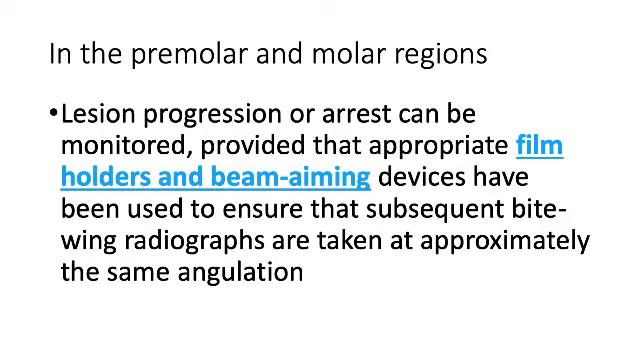 In the premolar and molar regions
•Lesion progression or arrest can be
monitored, provided that appropriate film
holders and beam-aiming devices have
been used to ensure that subsequent bite-
wing radiographs are taken at approximately
the same angulation